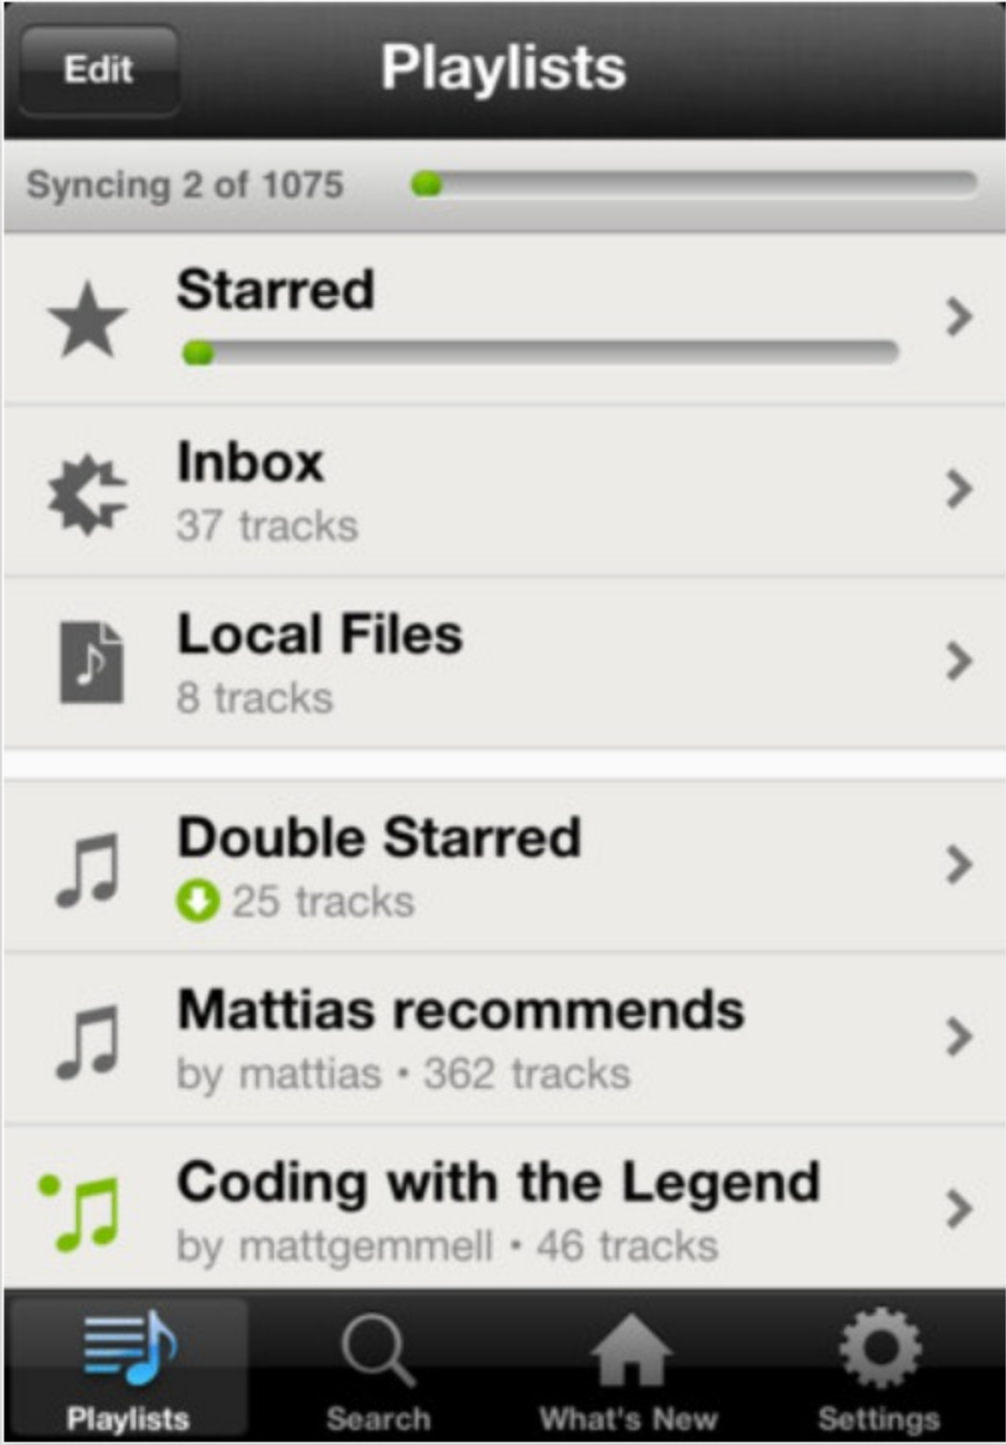 Edit
Playlists
Syncing 2 of 1075
Starred
Inbox
37 tracks
Local Files
8 tracks
Double Starred
25 tracks
Mattias recommends
by mattias • 362 tracks
Coding with the Legend
by mattgemmell • 46 tracks
Playlists
Search
What's New
Settings